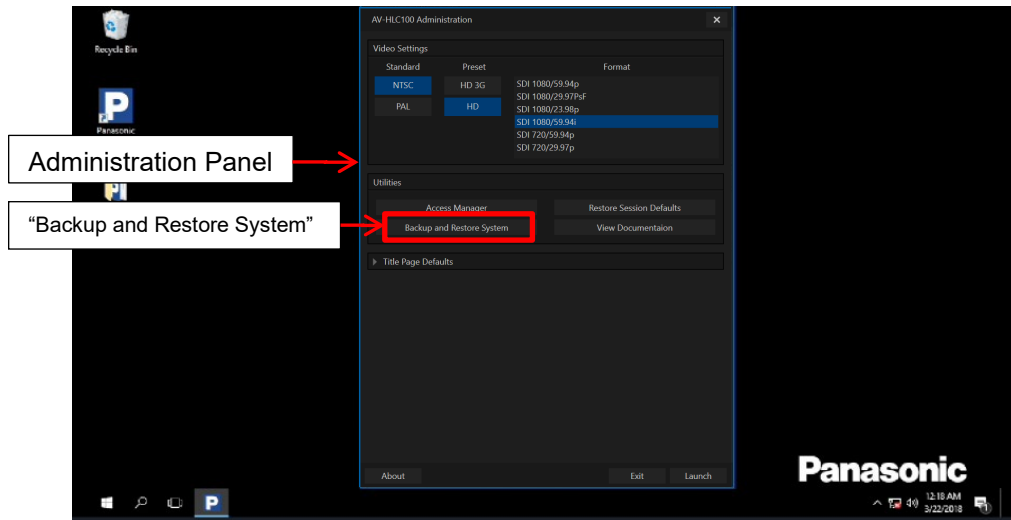 Recycle Bin
Panasonic
Administration Panel
“Backup and Restore System”
AV-HLC100 Administration
Video Settings
Standard Preset Format
NTSC HD 3G
PAL HD
SDI 1080/59.94p
SDI 1080/29.97PsF
SDI 1080/23.98p
SDI 1080/59.94i
SDI 720/59.94p
SDI 720/29.97p
Utilities
Access Manager Restore Session Defaults
Backup and Restore System View Documentaion
Title Page Defaults
About Exit Launch
Panasonic
P
12:18 AM
3/22/2018
1